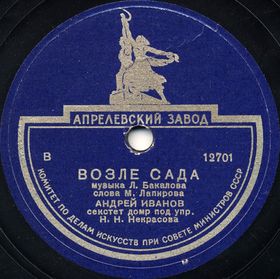 АПРЕЛЕВСКИЙ ЗАВОД
В 12701
ВОЗЛЕ САДА
музыка Л. Бакалова
слова М. Лапирова
АНДРЕЙ ИВАНОВ
секстет домр под упр.
Н. Н. Некрасова
КОМИТЕТ ПО ДЕЛАМ ИСКУССТВ ПРИ СОВЕТЕ МИНИСТРОВ СССР